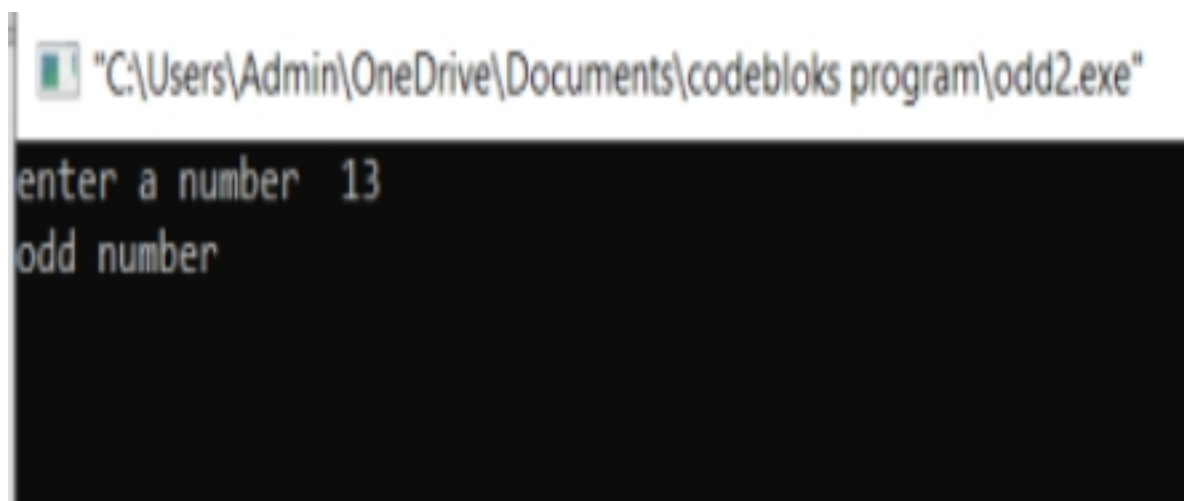 "C:\Users\Admin\OneDrive\Documents\codebloks program\odd2.exe"
enter a number  13
odd number